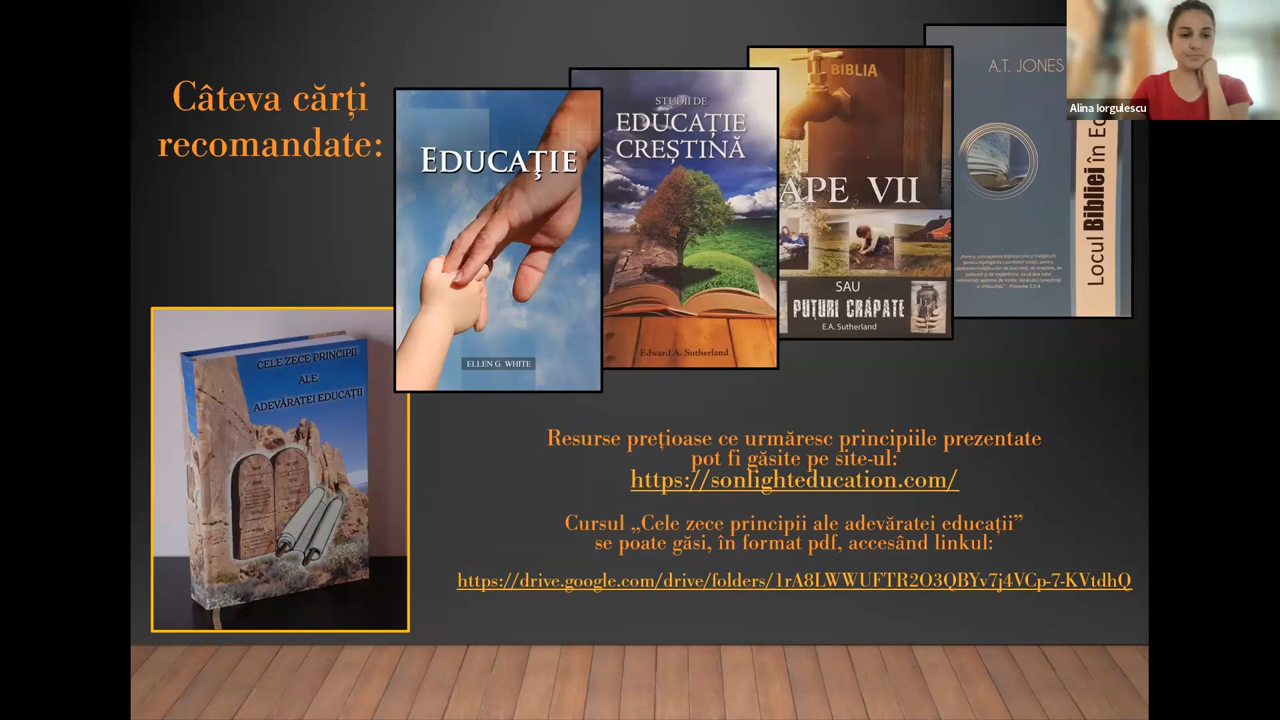 Câteva cărți
recomandate:
EDUCAŢIE
ELLEN G. WHITE
STUDII DE
EDUCAȚIE
CREȘTINĂ
Edward A. Sutherland
BIBLIA
APE VII
SAU
PUȚURI CRĂPATE
E.A. Sutherland
A.T. JONES
Locul Bibliei în
Alina Iorgulescu
CELE ZECE PRINCIPII
ALE
ADEVĂRATEI EDUCAȚII
Resurse prețioase ce urmăresc principiile prezentate
pot fi găsite pe site-ul:
https://sonlighteducation.com/
Cursul „Cele zece principii ale adevăratei educații”
se poate găsi, în format pdf, accesând linkul:
https://drive.google.com/drive/folders/1rA8LWWUFTR2O3QBYv7j4VCp-7-KVtdhQ